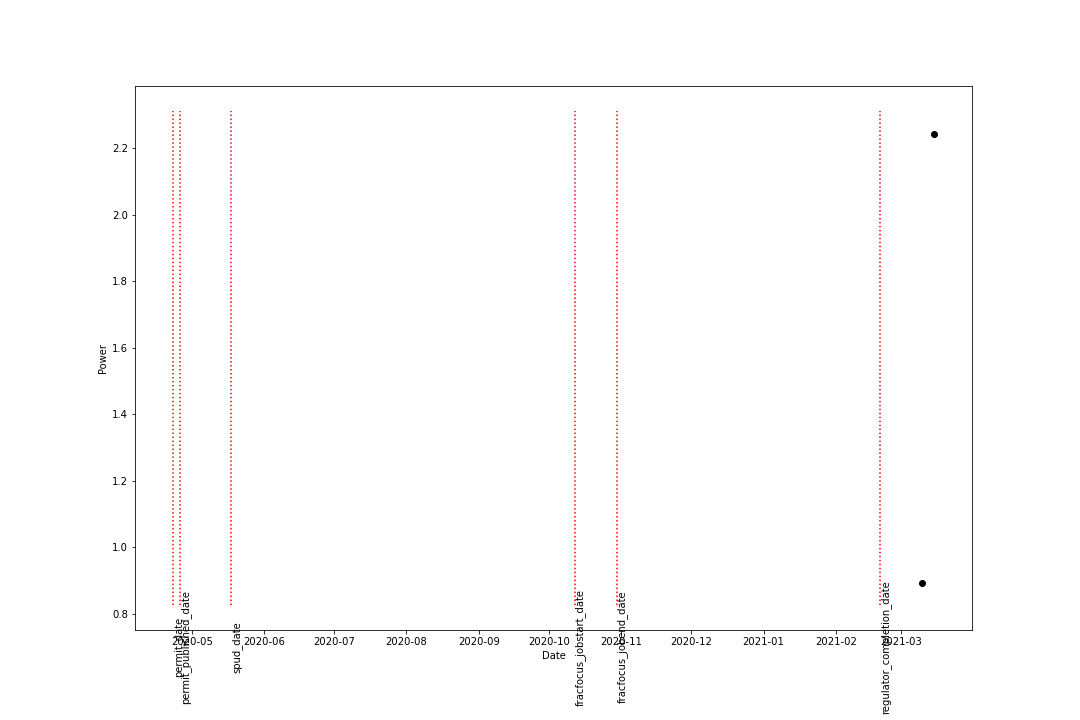 2.2
2.0
1.8
1.6
1.4
1.2
1.0
0.8
Power
2020-05
2020-06
2020-07
2020-08
2020-09
2020-10
2020-11
2020-12
2021-01
2021-02
2021-03
Date
permit_date
permit_published_date
spud_date
fracfocus_jobstart_date
fracfocus_jobend_date
regulator_completion_date